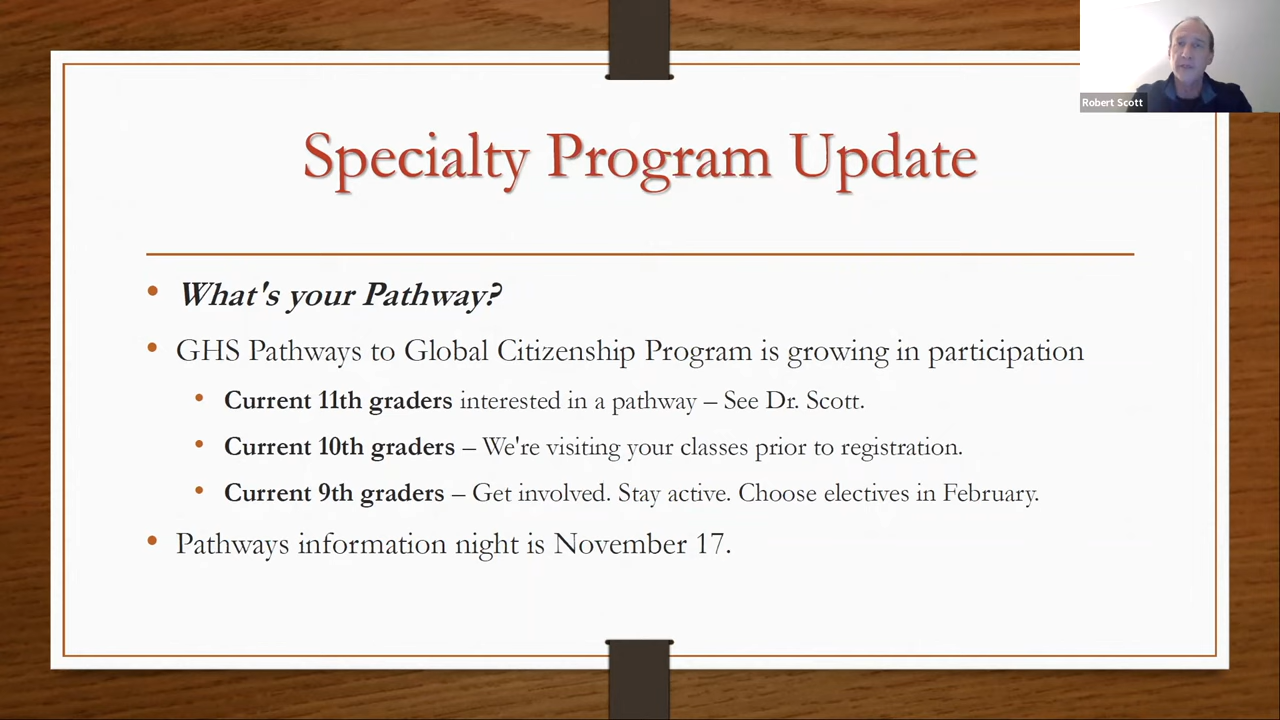 Robert Scott
Specialty Program Update
What's your Pathway?
GHS Pathways to Global Citizenship Program is growing in participation
Current 11th graders interested in a pathway – See Dr. Scott.
Current 10th graders – We're visiting your classes prior to registration.
Current 9th graders – Get involved. Stay active. Choose electives in February.
Pathways information night is November 17.